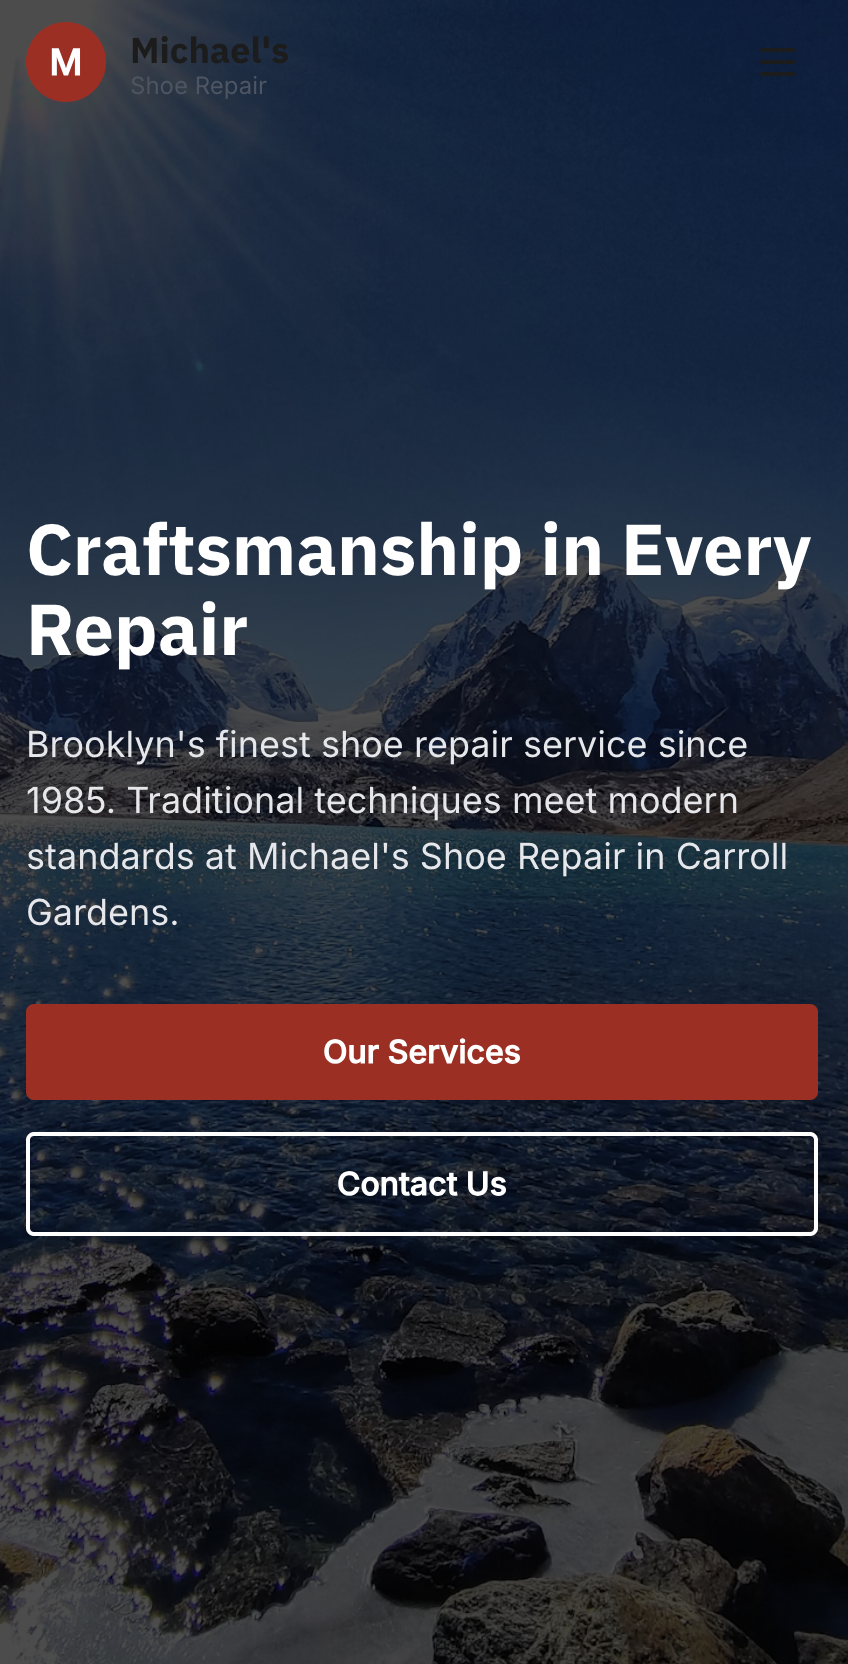 M
Michael's
Shoe Repair
Craftsmanship in Every
Repair
Brooklyn's finest shoe repair service since
1985. Traditional techniques meet modern
standards at Michael's Shoe Repair in Carroll
Gardens.
Our Services
Contact Us